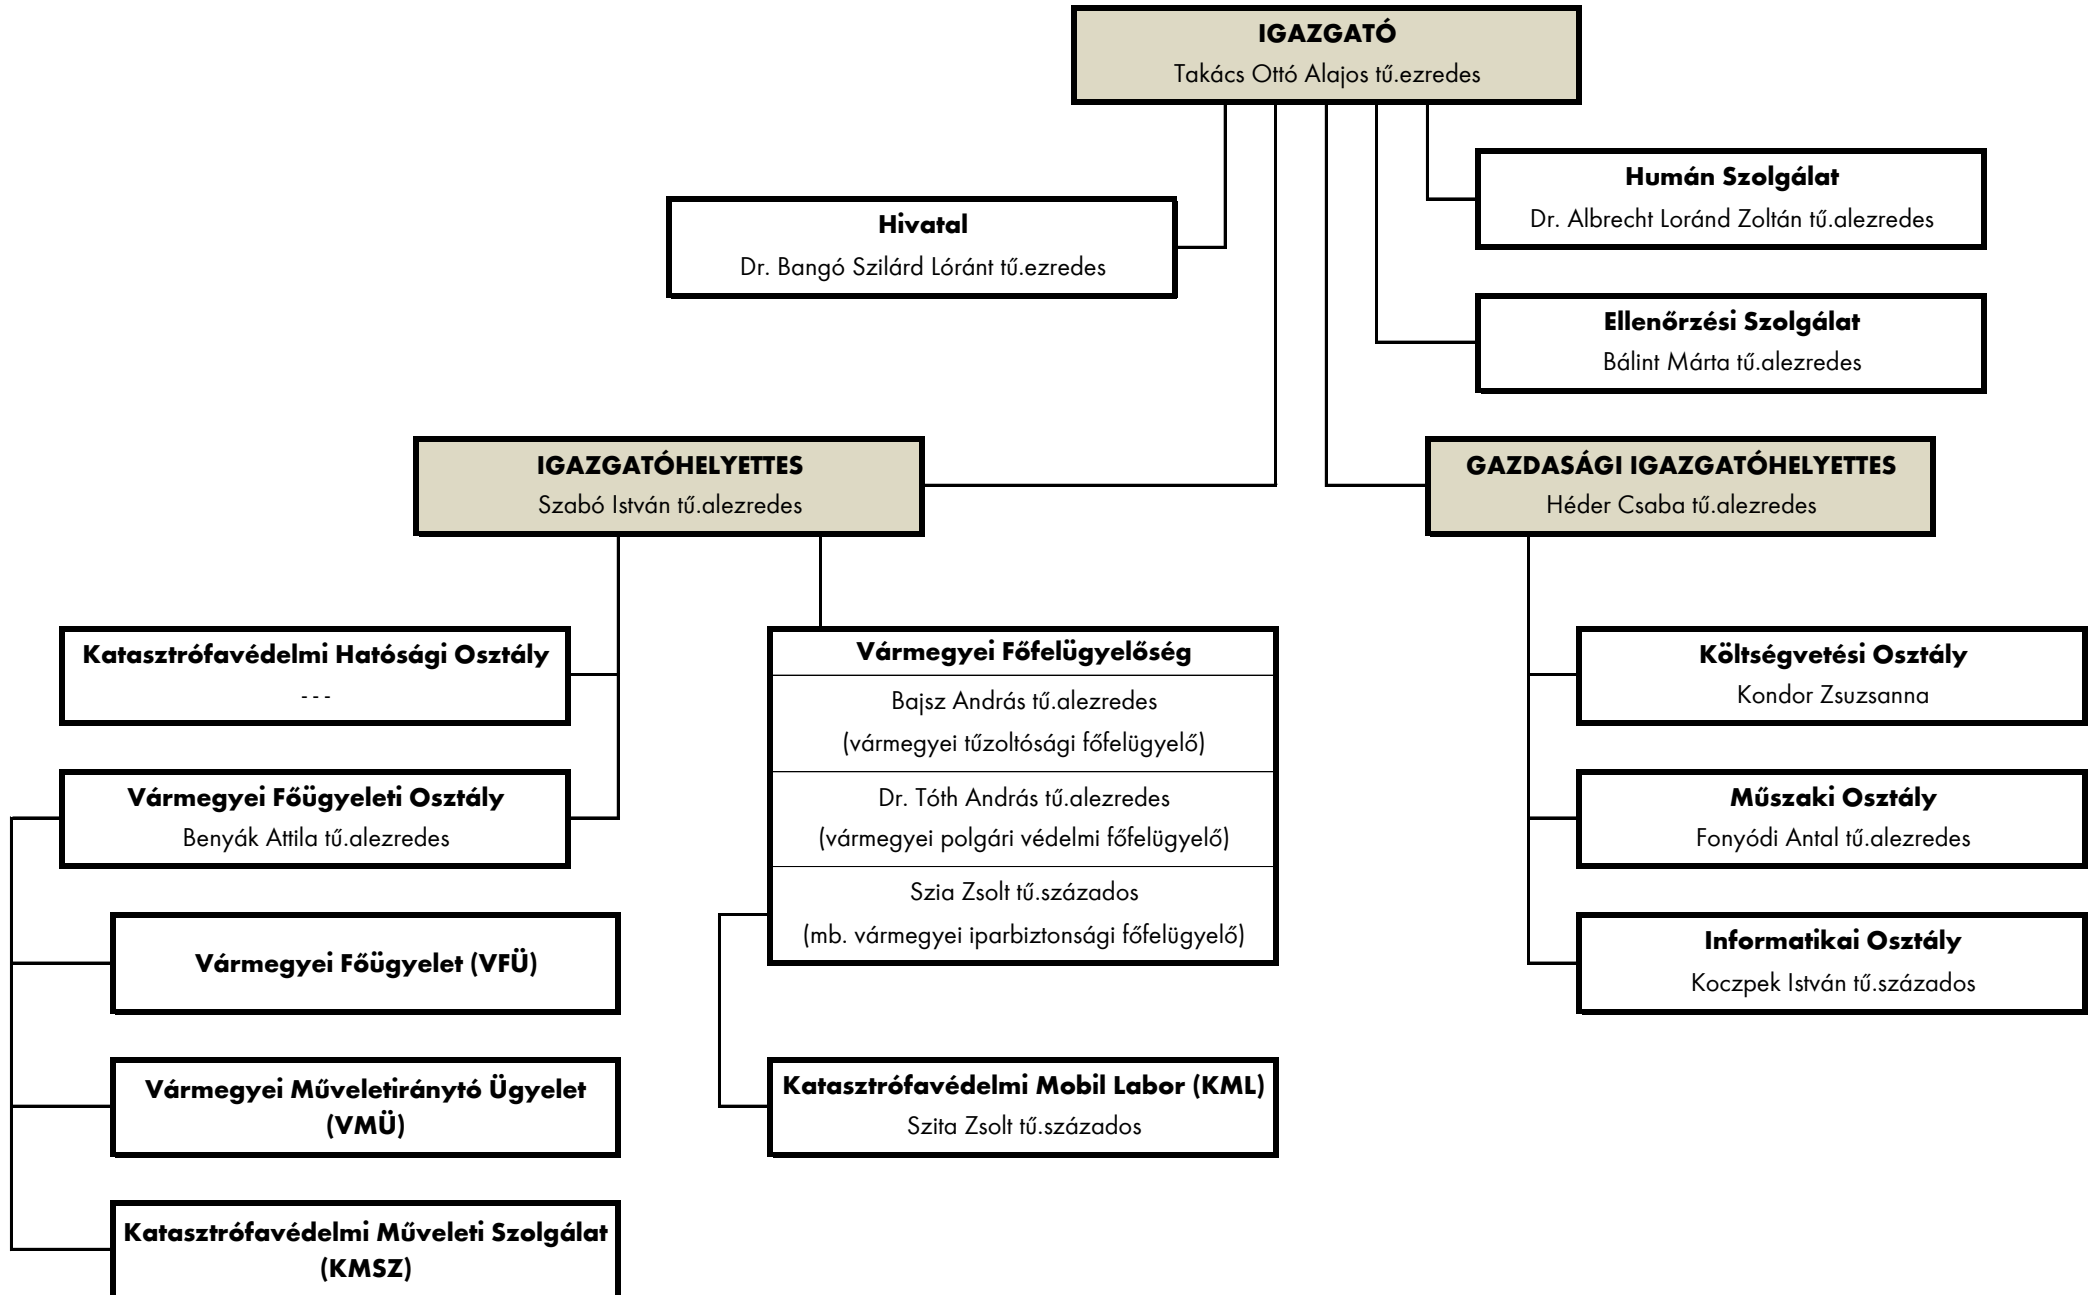 IGAZGATÓ
Takács Ottó Alajos tű.ezredes
Humán Szolgálat
Dr. Albrecht Loránd Zoltán tű.alezredes
Hivatal
Dr. Bangó Szilárd Lóránt tű.ezredes
Ellenőrzési Szolgálat
Bálint Márta tű.alezredes
IGAZGATÓHELYETTES
Szabó István tű.alezredes
GAZDASÁGI IGAZGATÓHELYETTES
Héder Csaba tű.alezredes
Katasztrófavédelmi Hatósági Osztály
---
Vármegyei Főügyeleti Osztály
Benyák Attila tű.alezredes
Vármegyei Főügyelet (VFÜ)
Vármegyei Műveletiránytó Ügyelet
(VMÜ)
Katasztrófavédelmi Műveleti Szolgálat
(KMSZ)
Vármegyei Főfelügyelőség
Bajsz András tű.alezredes
(vármegyei tűzoltósági főfelügyelő)
Dr. Tóth András tű.alezredes
(vármegyei polgári védelmi főfelügyelő)
Szia Zsolt tű.százados
(mb. vármegyei iparbiztonsági főfelügyelő)
Katasztrófavédelmi Mobil Labor (KML)
Szita Zsolt tű.százados
Költségvetési Osztály
Kondor Zsuzsanna
Műszaki Osztály
Fonyódi Antal tű.alezredes
Informatikai Osztály
Koczpek István tű.százados